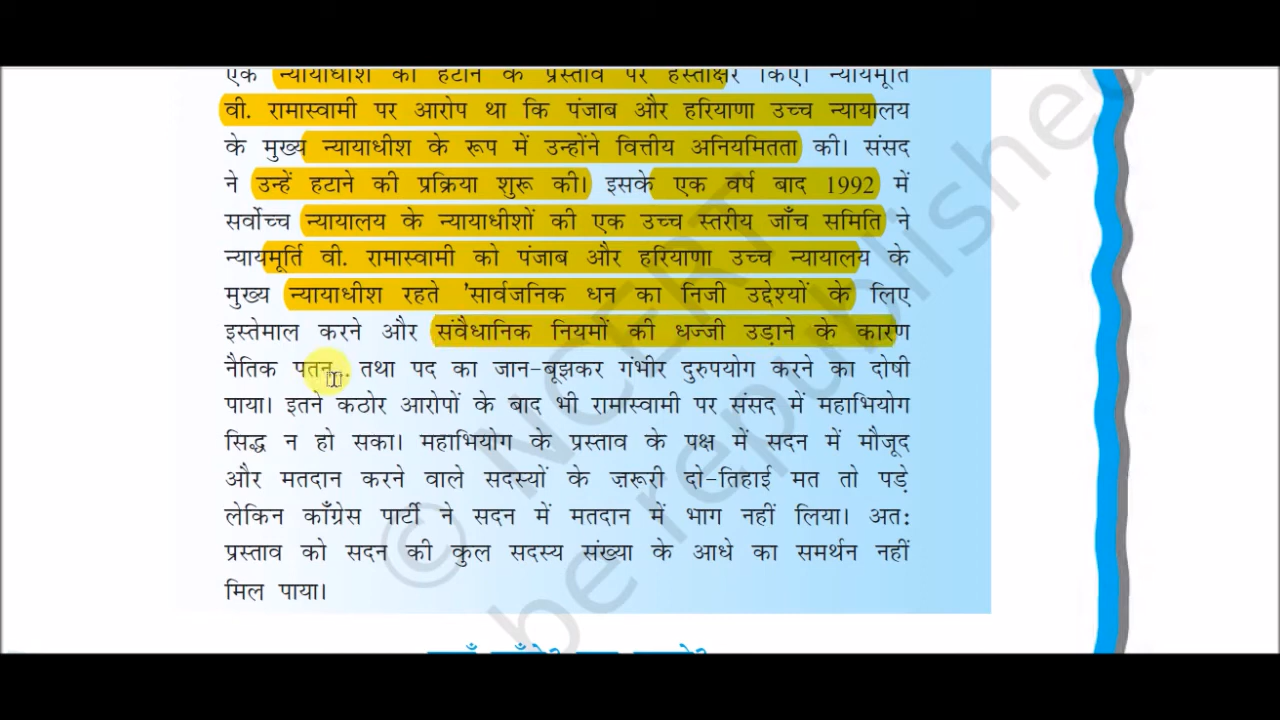 एक न्यायाधीश को हटाने के प्रस्ताव पर हस्ताक्षर किए। न्यायमूर्ति
वी. रामास्वामी पर आरोप था कि पंजाब और हरियाणा उच्च न्यायालय
के मुख्य न्यायाधीश के रूप में उन्होंने वित्तीय अनियमितता की। संसद
ने उन्हें हटाने की प्रक्रिया शुरू की। इसके एक वर्ष बाद 1992 में
सर्वोच्च न्यायालय के न्यायाधीशों की एक उच्च स्तरीय जाँच समिति ने
न्यायमूर्ति वी. रामास्वामी को पंजाब और हरियाणा उच्च न्यायालय के
मुख्य न्यायाधीश रहते 'सार्वजनिक धन का निजी उद्देश्यों के लिए
इस्तेमाल करने और संवैधानिक नियमों की धज्जी उड़ाने के कारण
नैतिक पतन... तथा पद का जान-बूझकर गंभीर दुरुपयोग करने का दोषी
पाया। इतने कठोर आरोपों के बाद भी रामास्वामी पर संसद में महाभियोग
सिद्ध न हो सका। महाभियोग के प्रस्ताव के पक्ष में सदन में मौजूद
और मतदान करने वाले सदस्यों के ज़रूरी दो-तिहाई मत तो पड़े
लेकिन काँग्रेस पार्टी ने सदन में मतदान में भाग नहीं लिया। अत:
प्रस्ताव को सदन की कुल सदस्य संख्या के आधे का समर्थन नहीं
मिल पाया।
© NCERT
be republished